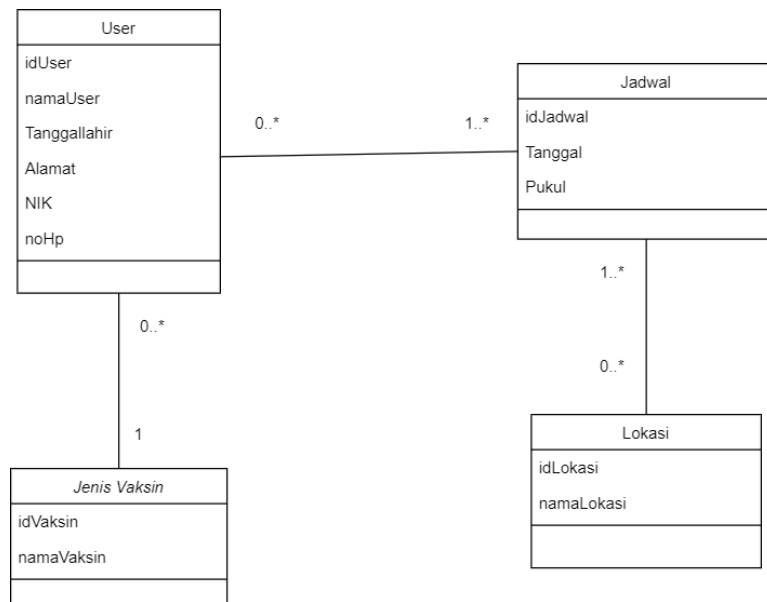 User
idUser
namaUser
Tanggallahir
Alamat
NIK
noHp
0..*
1..*
Jadwal
idJadwal
Tanggal
Pukul
1..*
0..*
0..*
1
Jenis Vaksin
idVaksin
namaVaksin
Lokasi
idLokasi
namaLokasi